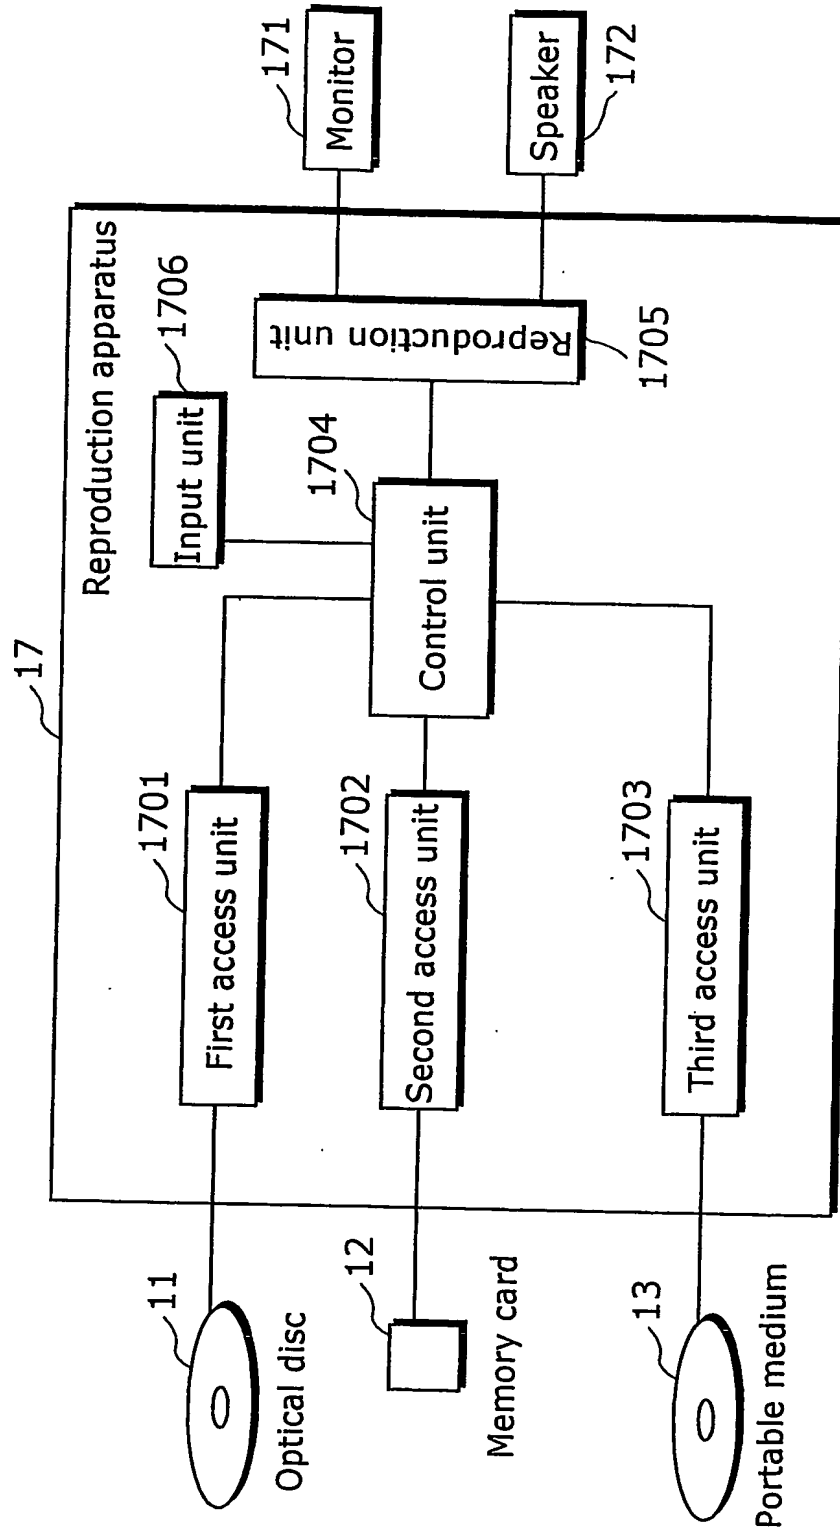 17
Reproduction apparatus
11
Optical disc
1701
First access unit
1706
Input unit
171
Monitor
12
Memory card
1702
Second access unit
1704
Control unit
Reproduction unit
1705
Speaker
172
13
Portable medium
1703
Third access unit